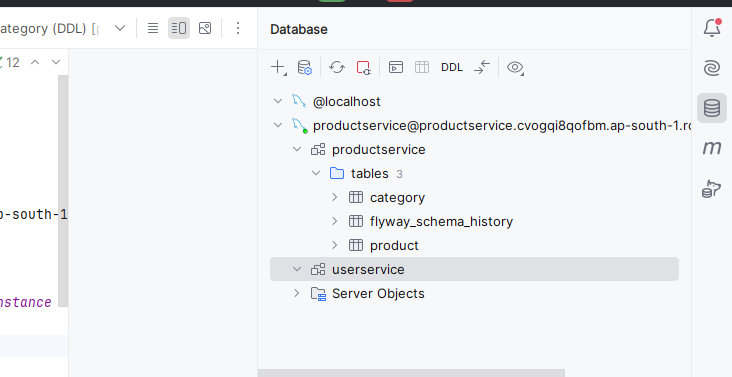 ategory (DDL) [
Database
12
DDL
@localhost
productservice@productservice.cvogqi8qofbm.ap-south-1.r
productservice
tables 3
category
flyway_schema_history
o-south-1
product
userservice
Server Objects
nstance
m